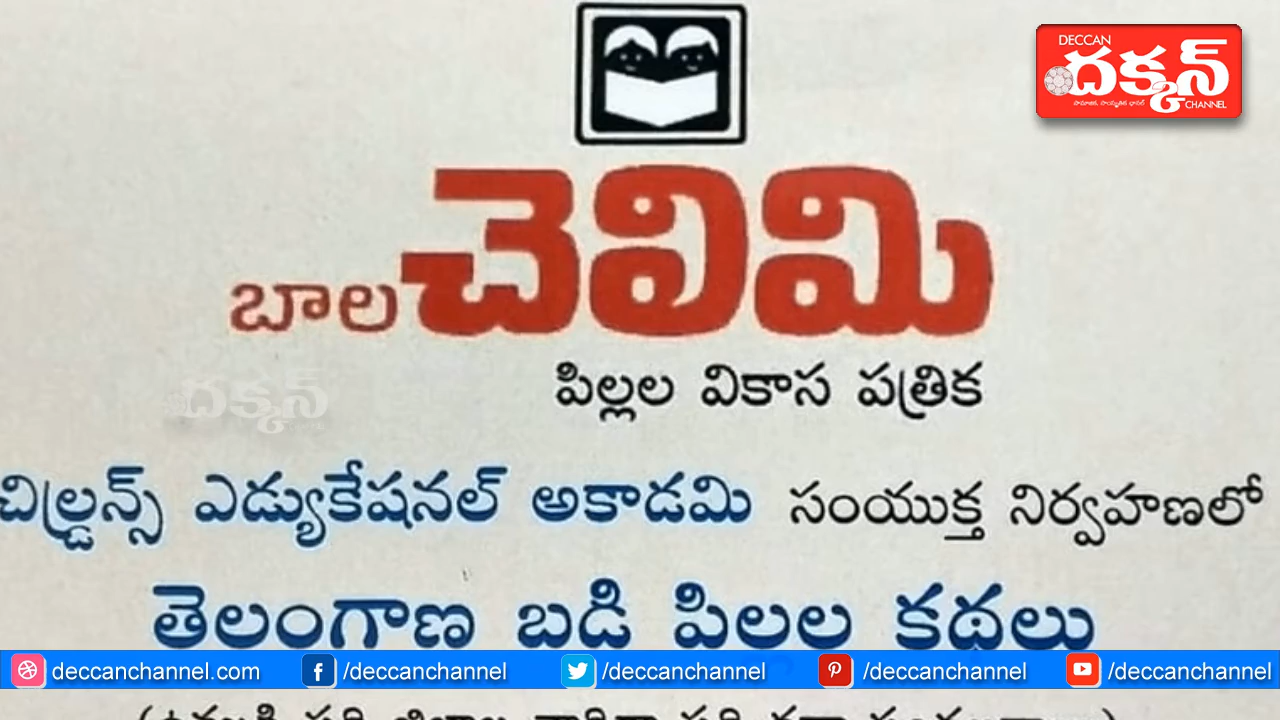 DECCAN
దక్కన్
సామాజిక, సాంస్కృతిక ఛానల్
CHANNEL
బాల చెలిమి
పిల్లల వికాస పత్రిక
దక్కన్
చిల్డ్రన్స్ ఎడ్యుకేషనల్ అకాడమి సంయుక్త నిర్వహణలో
తెలంగాణ బడి పిలల కథలు
deccanchannel.com /deccanchannel /deccanchannel /deccanchannel /deccanchannel